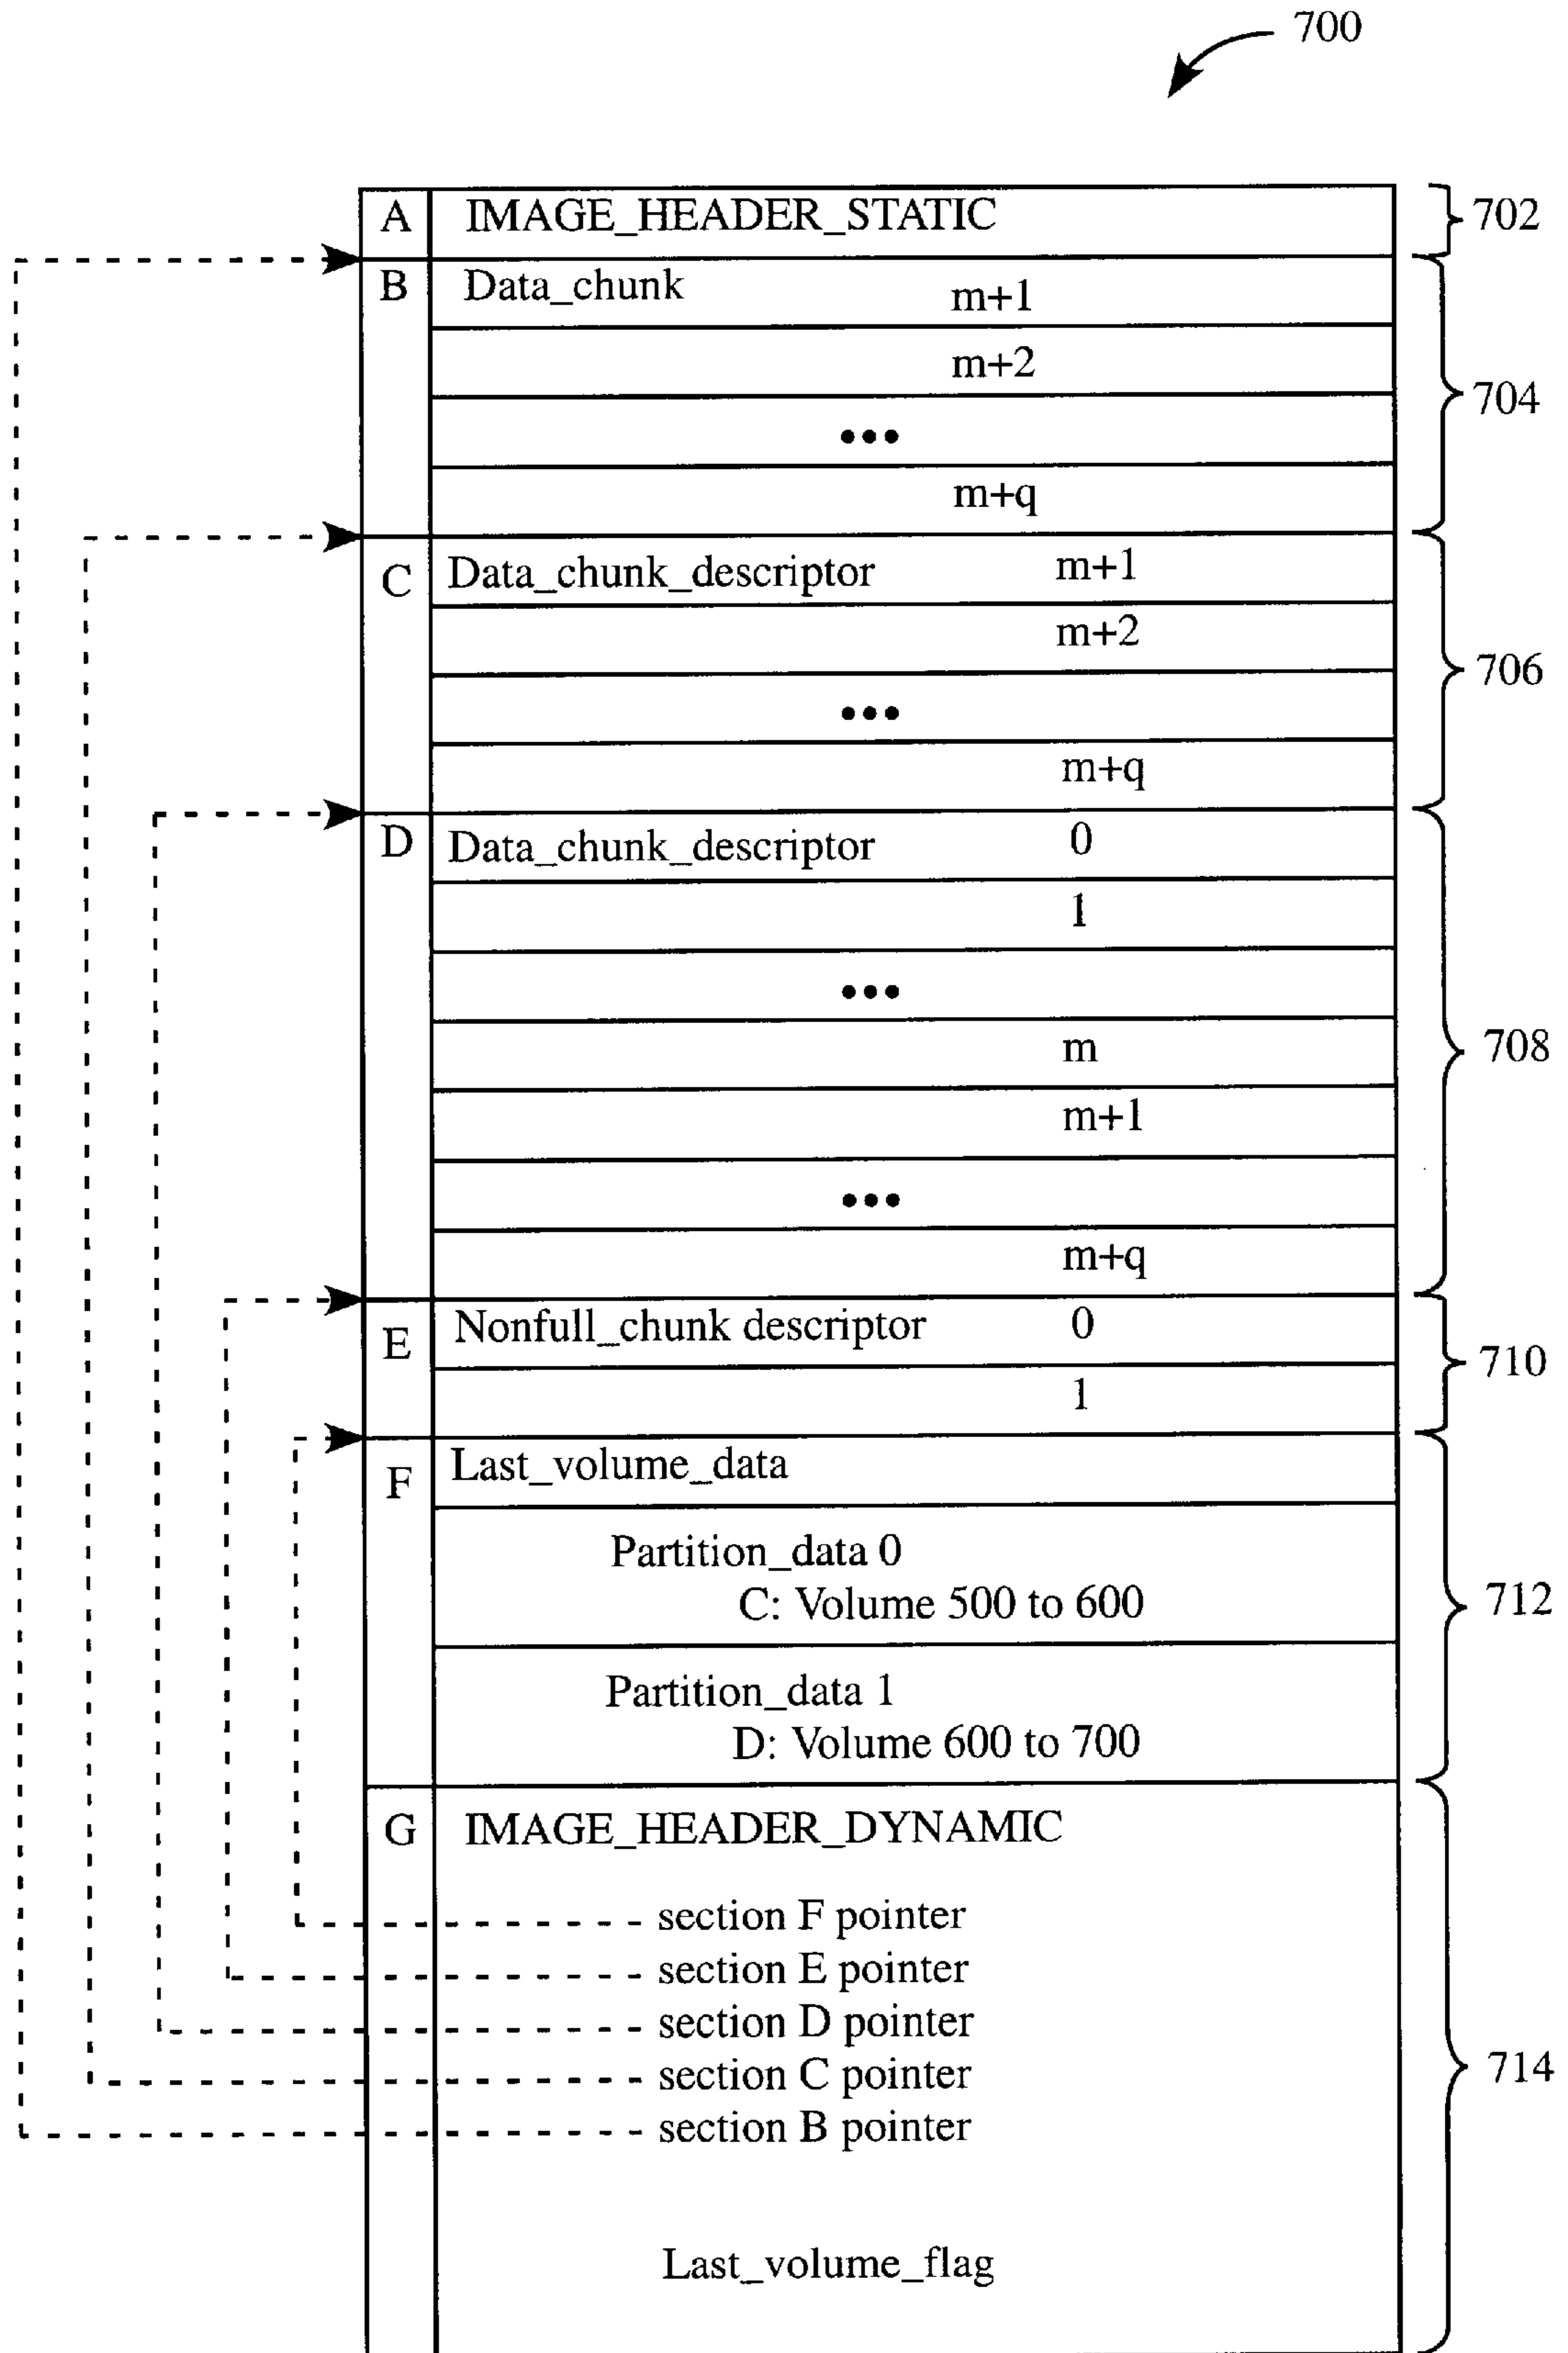 700
A IMAGE_HEADER_STATIC 702
B Data_chunk m+1
m+2
704
•••
m+q
C Data_chunk_descriptor m+1
m+2
706
•••
m+q
D Data_chunk_descriptor 0
1
•••
m 708
m+1
•••
m+q
E Nonfull_chunk descriptor 0
710
1
F Last_volume_data
Partition_data 0
C: Volume 500 to 600 712
Partition_data 1
D: Volume 600 to 700
G IMAGE_HEADER_DYNAMIC
section F pointer
section E pointer
section D pointer
section C pointer 714
section B pointer
Last_volume_flag